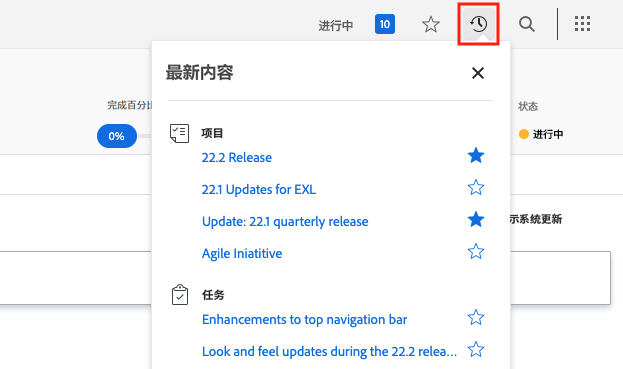 进行中 10
最新内容
完成百分比
状态
0%
进行中
项目
22.2 Release
22.1 Updates for EXL
Update: 22.1 quarterly release
示系统更新
Agile Iniatitive
任务
Enhancements to top navigation bar
Look and feel updates during the 22.2 relea...